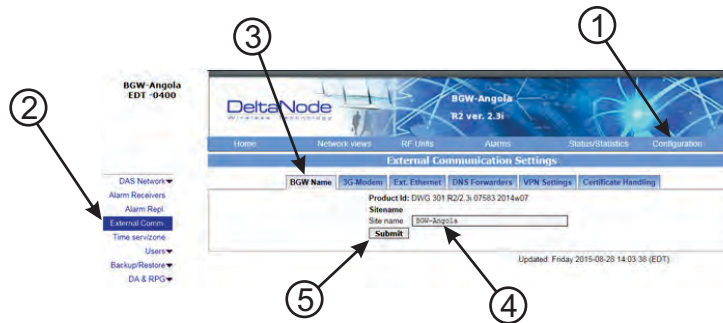 1
3
BGW-Angola
EDT -0400
2
DeltaNode
Wireless Technology
BGW-Angola
R2 ver. 2.3i
Home Network views RF Units Alarms Status/Statistics Configuration
External Communication Settings
BGW Name 3G-Modem Ext. Ethernet DNS Forwarders VPN Settings Certificate Handling
DAS Network
Alarm Receivers
Alarm Repl.
External Comm.
Time serv/zone
Users
Backup/Restore
DA & RPG
Product Id: DWG 301 R2/2.3i 07583 2014w07
Sitename
Site name BGW-Angola
Submit
Updated: Friday 2015-08-28 14:03:38 (EDT)
5
4